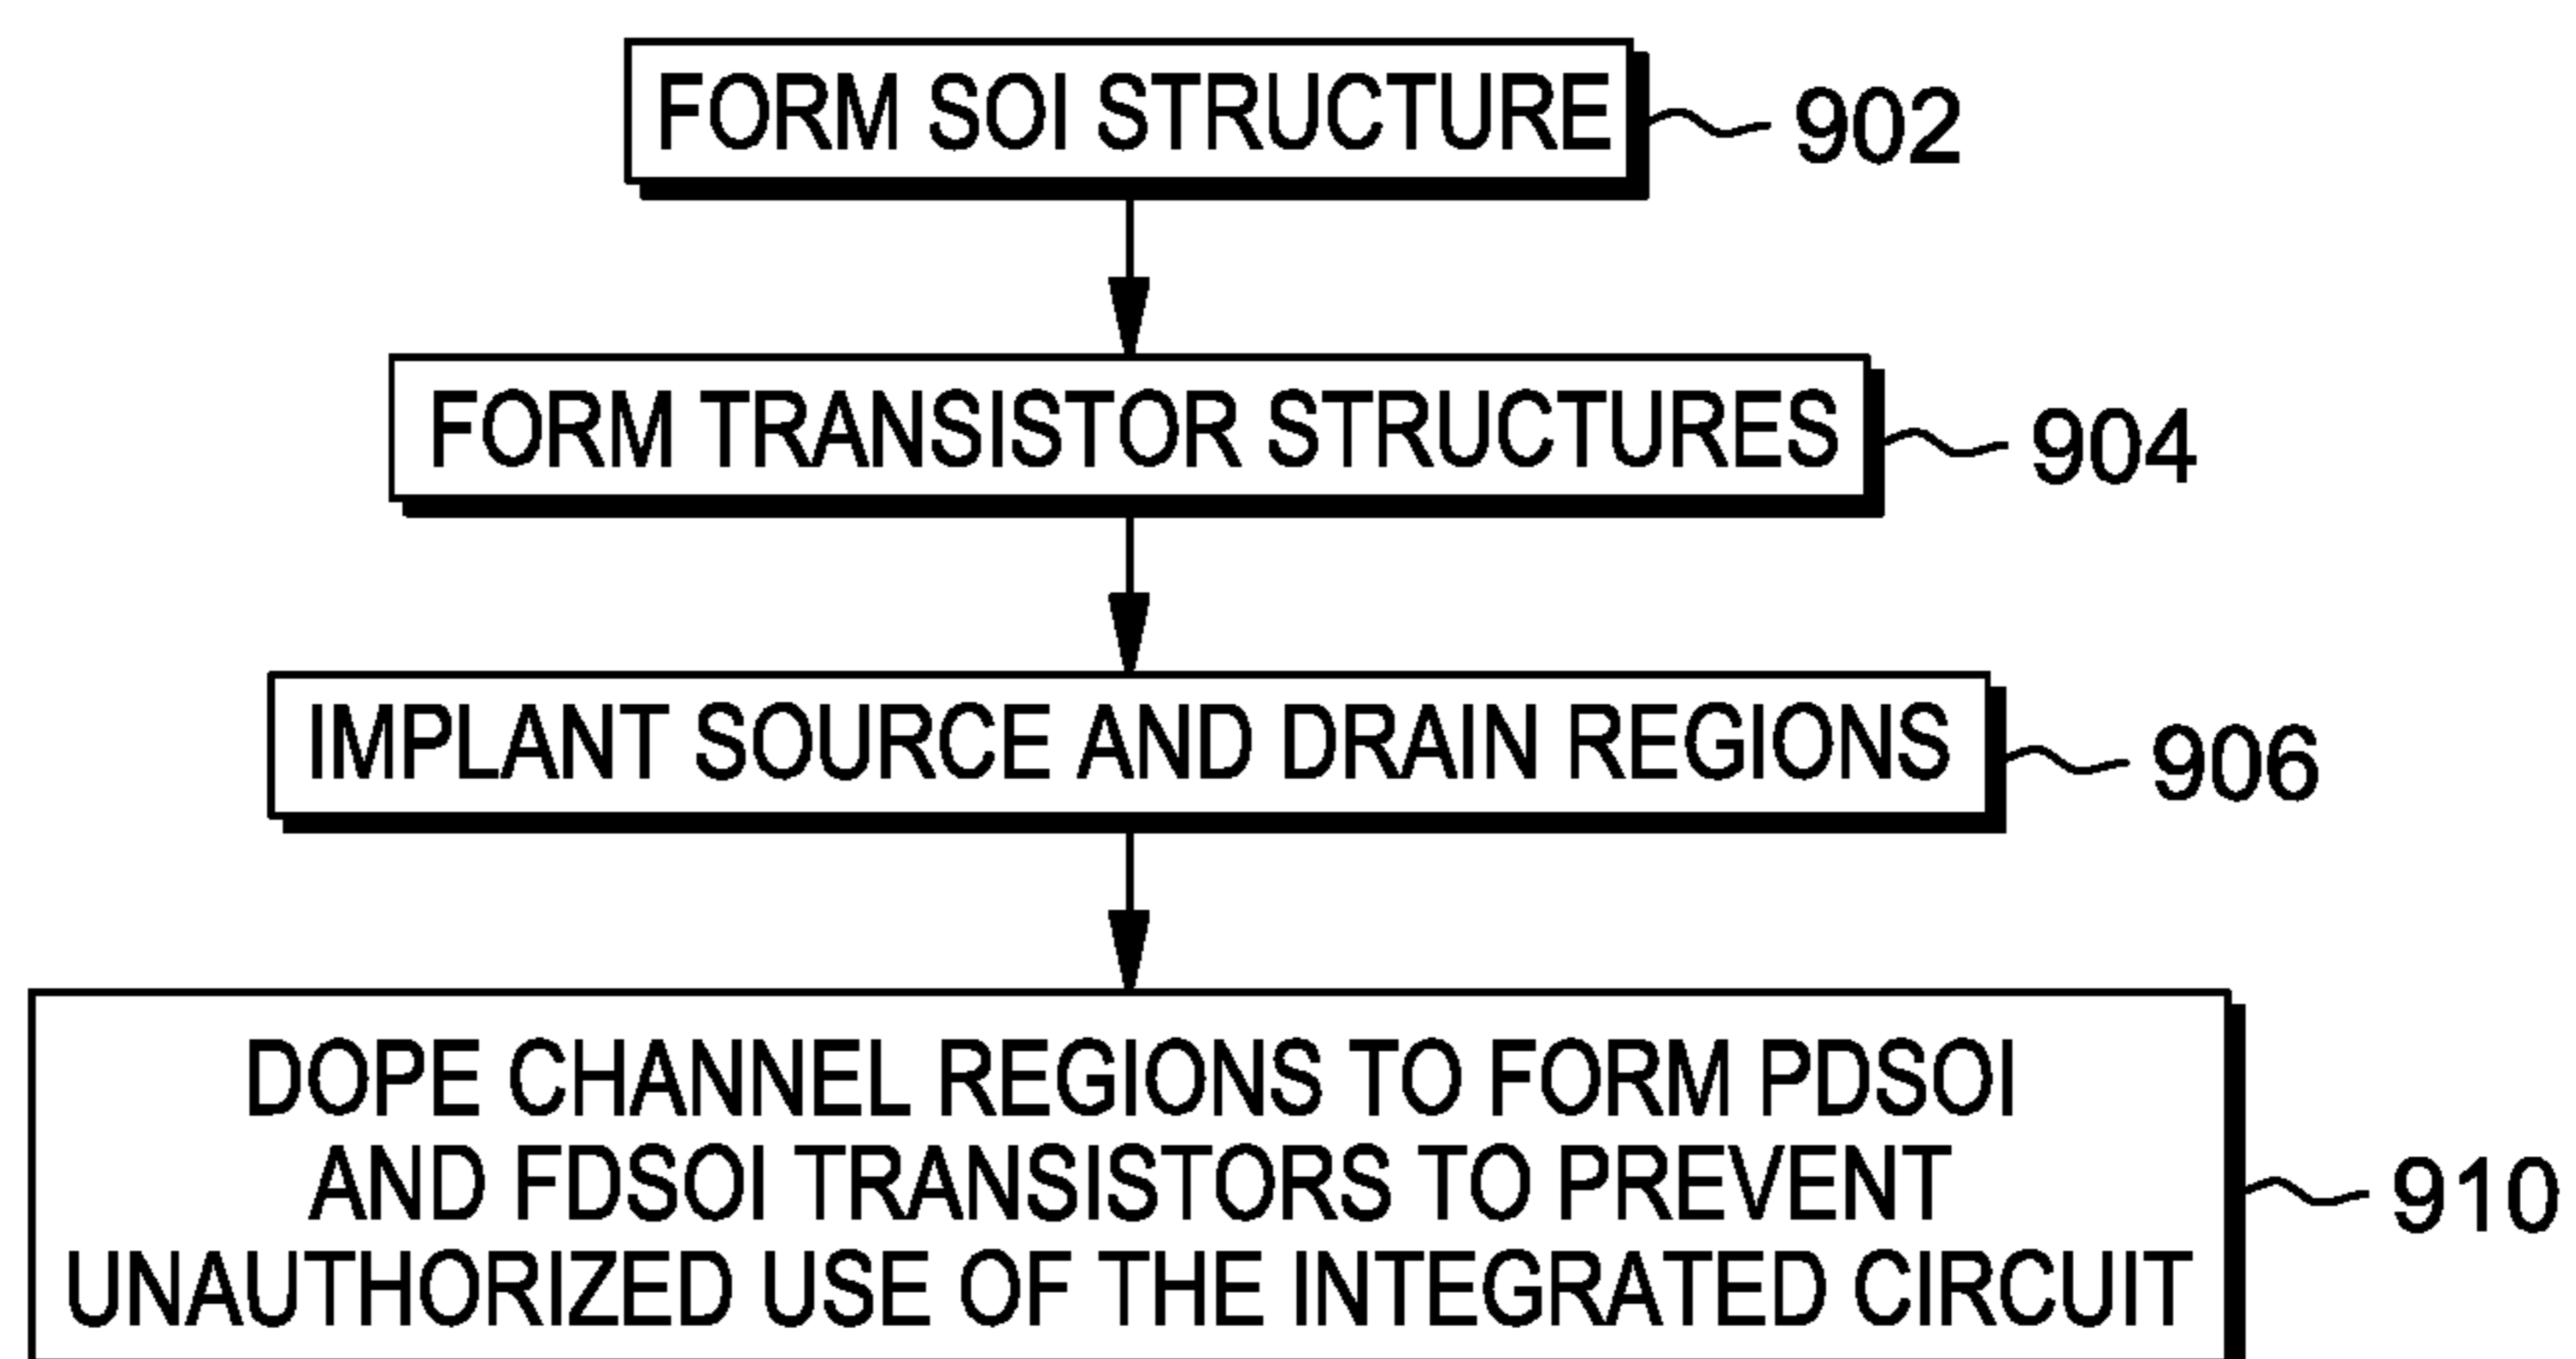 FORM SOI STRUCTURE
902
FORM TRANSISTOR STRUCTURES
904
IMPLANT SOURCE AND DRAIN REGIONS
906
DOPE CHANNEL REGIONS TO FORM PDSOI
AND FDSOI TRANSISTORS TO PREVENT
UNAUTHORIZED USE OF THE INTEGRATED CIRCUIT
910